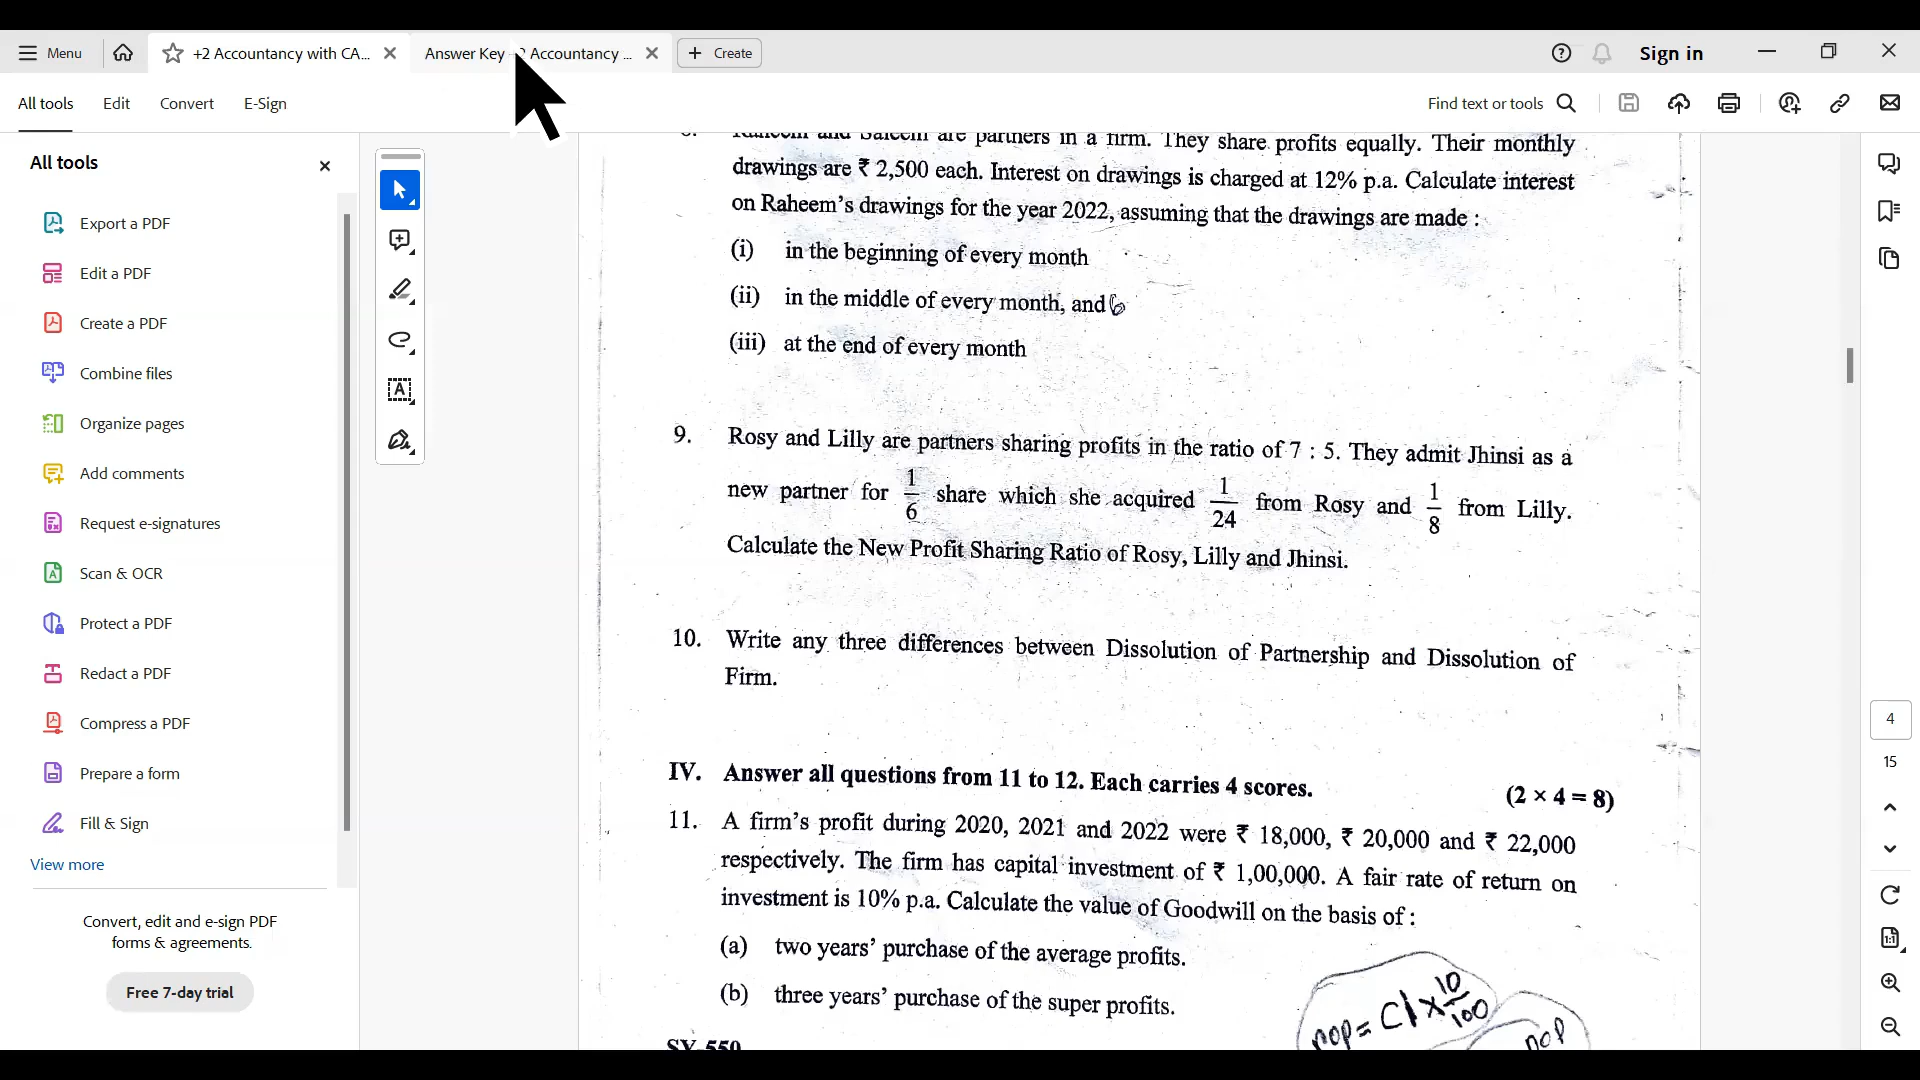 Menu
+2 Accountancy with CA...
Answer Key
2 Accountancy ...
Create
Sign in
All tools
Edit
Convert
E-Sign
Find text or tools
All tools
Export a PDF
Edit a PDF
Create a PDF
Combine files
Organize pages
Add comments
Request e-signatures
Scan & OCR
Protect a PDF
Redact a PDF
Compress a PDF
Prepare a form
Fill & Sign
View more
Convert, edit and e-sign PDF
forms & agreements.
Free 7-day trial
Raheem and Saleem are partners in a firm. They share profits equally. Their monthly
drawings are ₹ 2,500 each. Interest on drawings is charged at 12% p.a. Calculate interest
on Raheem's drawings for the year 2022, assuming that the drawings are made :
(i) in the beginning of every month
(ii) in the middle of every month, and
(iii) at the end of every month
9. Rosy and Lilly are partners sharing profits in the ratio of 7 : 5. They admit Jhinsi as a
new partner for 1/6 share which she acquired 1/24 from Rosy and 1/8 from Lilly.
Calculate the New Profit Sharing Ratio of Rosy, Lilly and Jhinsi.
10. Write any three differences between Dissolution of Partnership and Dissolution of
Firm.
IV. Answer all questions from 11 to 12. Each carries 4 scores.
(2 × 4 = 8)
11. A firm's profit during 2020, 2021 and 2022 were ₹ 18,000, ₹ 20,000 and ₹ 22,000
respectively. The firm has capital investment of ₹ 1,00,000. A fair rate of return on
investment is 10% p.a. Calculate the value of Goodwill on the basis of :
(a) two years' purchase of the average profits.
(b) three years' purchase of the super profits.
SY-550
4
15